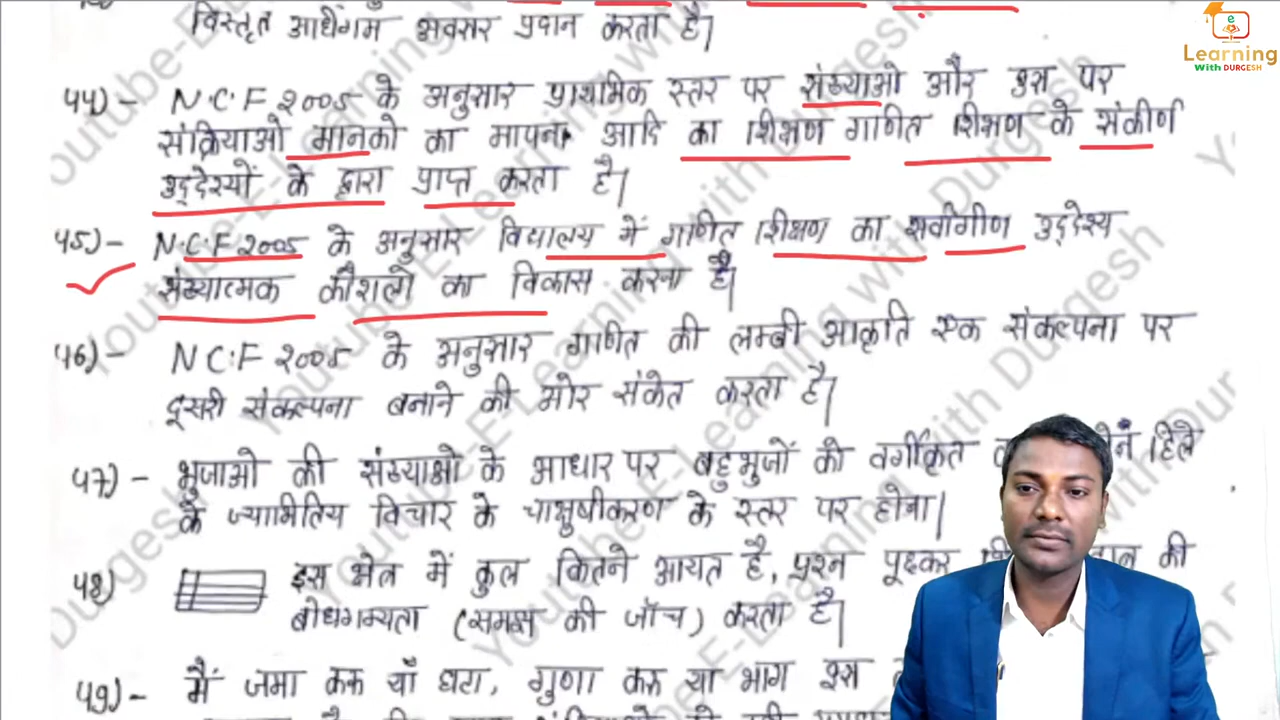 विस्तृत अधिगम अवसर प्रदान करता है।
Learning
With DURGESH
44)- N.C.F 2005 के अनुसार प्राथमिक स्तर पर संख्याओ और उस पर
संक्रियाओ मानको का मापना आदि का शिक्षण गणित शिक्षण के संकीर्ण
उद्देश्यों के द्वारा प्राप्त करता है।
45)- N.C.F 2005 के अनुसार विद्यालय में गणित शिक्षण का सर्वांगीण उद्देश्य
संख्यात्मक कौशलो का विकास करना है।
46)- N C.F 2005 के अनुसार गणित की लम्बी आकृति एक संकल्पना पर
दूसरी संकल्पना बनाने की ओर संकेत करता है।
47)- भुजाओ की संख्याओ के आधार पर बहुभुजों को वर्गीकृत हिले
के ज्यामितिय विचार के चाक्षुषीकरण के स्तर पर होना।
48) इस क्षेत्र में कुल कितने आयत है, प्रश्न पूछकर की
बोधगम्यता (समझ की जाँच) करता है।
49)- मैं जमा करू याँ घटा, गुणा करू या भाग इस